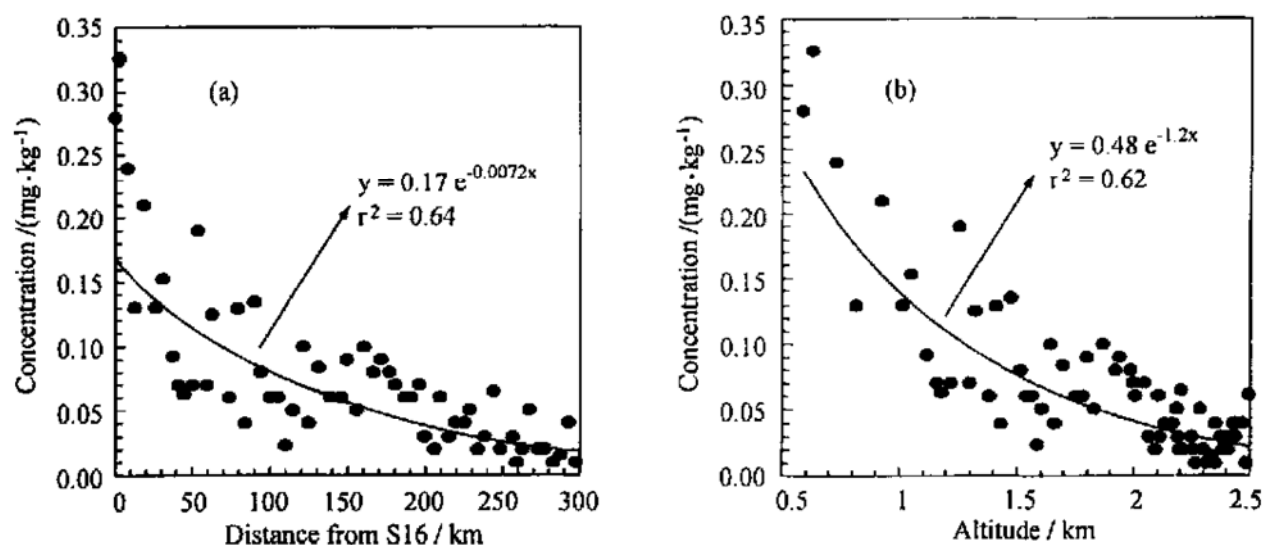 0.35
0.30
0.25
0.20
0.15
0.10
0.05
0.00
Concentration /(mg·kg⁻¹)
(a)
y = 0.17 e^-0.0072x
r² = 0.64
0 50 100 150 200 250 300
Distance from S16 / km
0.35
0.30
0.25
0.20
0.15
0.10
0.05
0.00
Concentration /(mg·kg⁻¹)
(b)
y = 0.48 e^-1.2x
r² = 0.62
0.5 1 1.5 2 2.5
Altitude / km